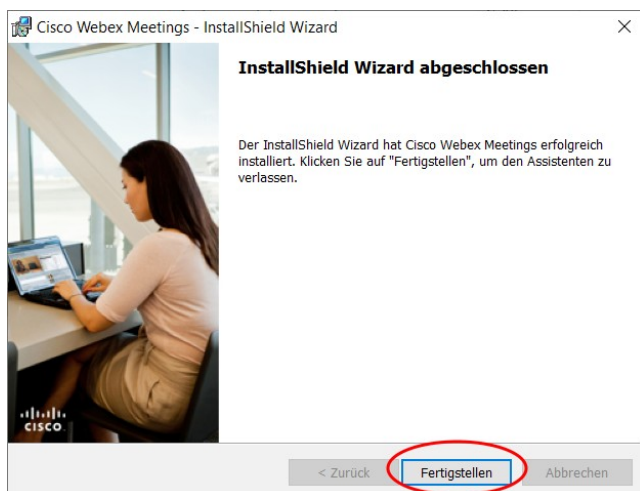 Cisco Webex Meetings - InstallShield Wizard
InstallShield Wizard abgeschlossen
Der InstallShield Wizard hat Cisco Webex Meetings erfolgreich
installiert. Klicken Sie auf "Fertigstellen", um den Assistenten zu
verlassen.
CISCO
< Zurück Fertigstellen Abbrechen